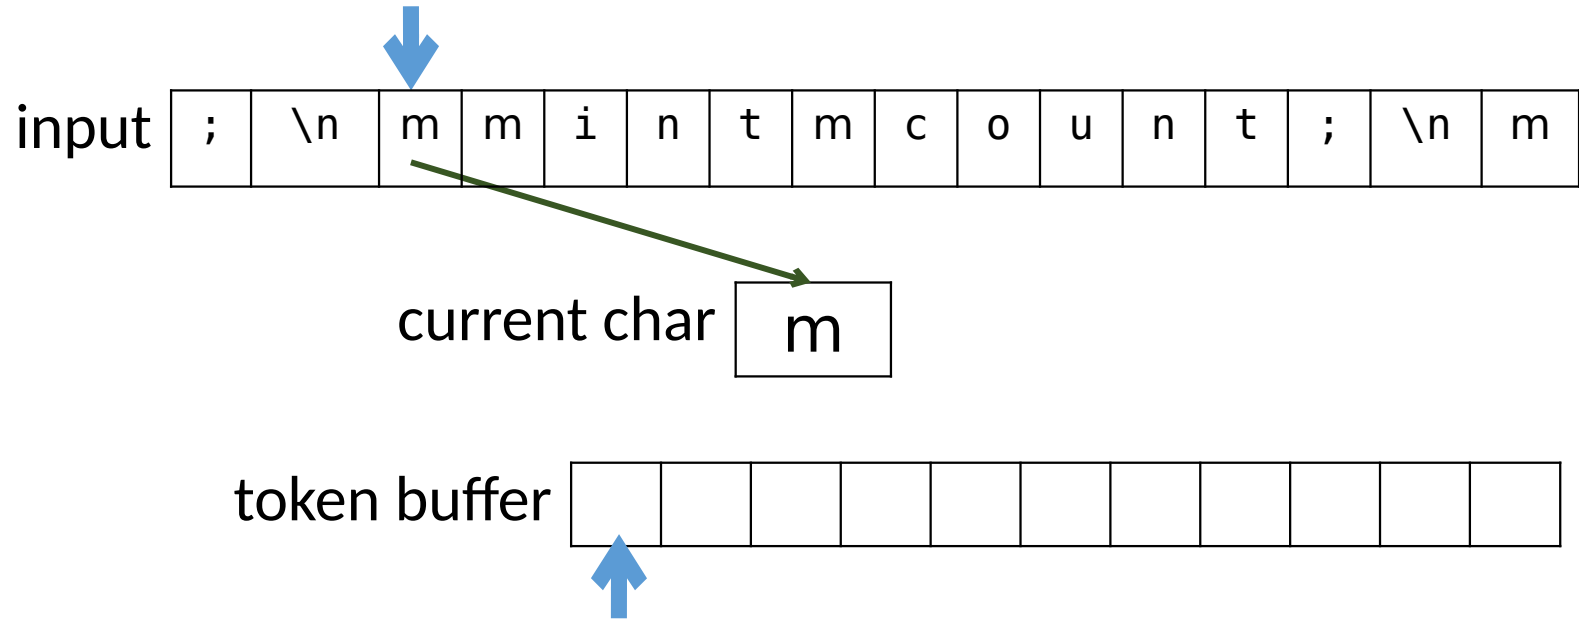 input ; \n m m i n t m c o u n t ; \n m
current char m
token buffer